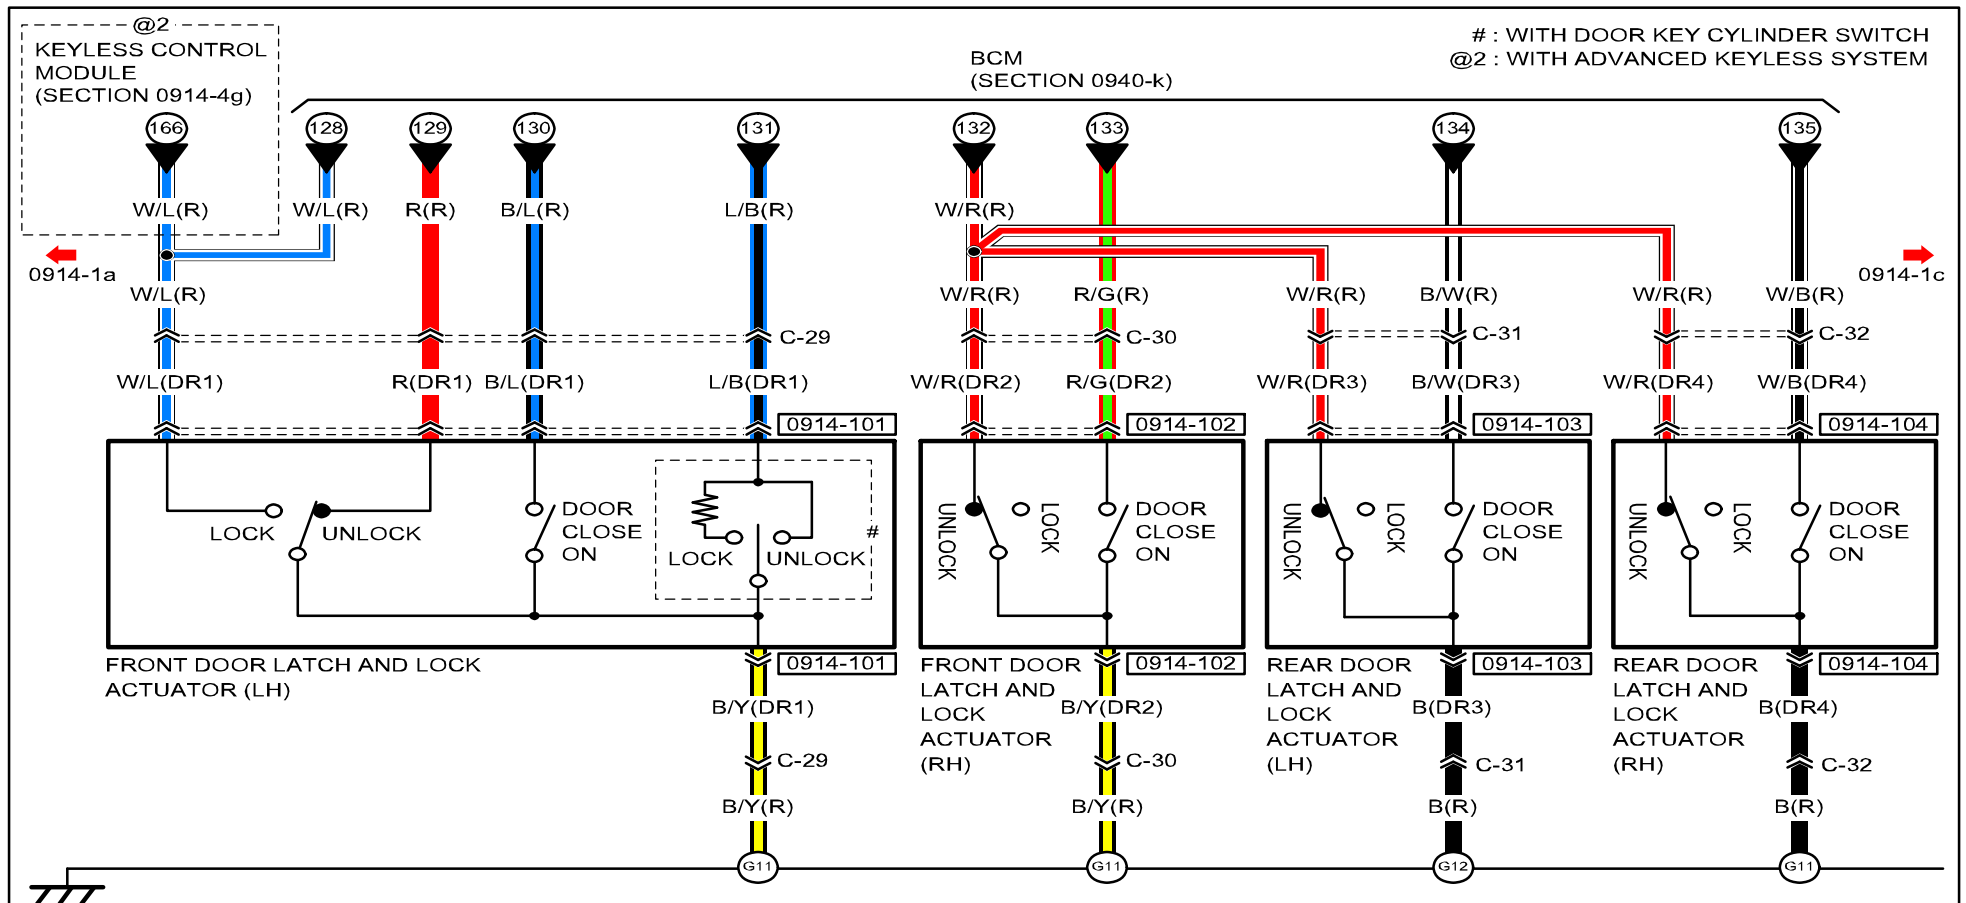 @2
KEYLESS CONTROL
MODULE
(SECTION 0914-4g)
BCM
(SECTION 0940-k)
# : WITH DOOR KEY CYLINDER SWITCH
@2 : WITH ADVANCED KEYLESS SYSTEM
166 128 129 130 131 132 133 134 135
W/L(R) W/L(R) R(R) B/L(R) L/B(R) W/R(R)
0914-1a
0914-1c
W/L(R) W/R(R) R/G(R) W/R(R) B/W(R) W/R(R) W/B(R)
C-29 C-30 C-31 C-32
W/L(DR1) R(DR1) B/L(DR1) L/B(DR1) W/R(DR2) R/G(DR2) W/R(DR3) B/W(DR3) W/R(DR4) W/B(DR4)
0914-101 0914-102 0914-103 0914-104
LOCK UNLOCK
DOOR
CLOSE
ON
LOCK UNLOCK
#
UNLOCK LOCK
DOOR
CLOSE
ON
UNLOCK LOCK
DOOR
CLOSE
ON
UNLOCK LOCK
DOOR
CLOSE
ON
FRONT DOOR LATCH AND LOCK
ACTUATOR (LH)
0914-101
FRONT DOOR
LATCH AND
LOCK
ACTUATOR
(RH)
0914-102
REAR DOOR
LATCH AND
LOCK
ACTUATOR
(LH)
0914-103
REAR DOOR
LATCH AND
LOCK
ACTUATOR
(RH)
0914-104
B/Y(DR1) B/Y(DR2) B(DR3) B(DR4)
C-29 C-30 C-31 C-32
B/Y(R) B/Y(R) B(R) B(R)
G11 G11 G12 G11